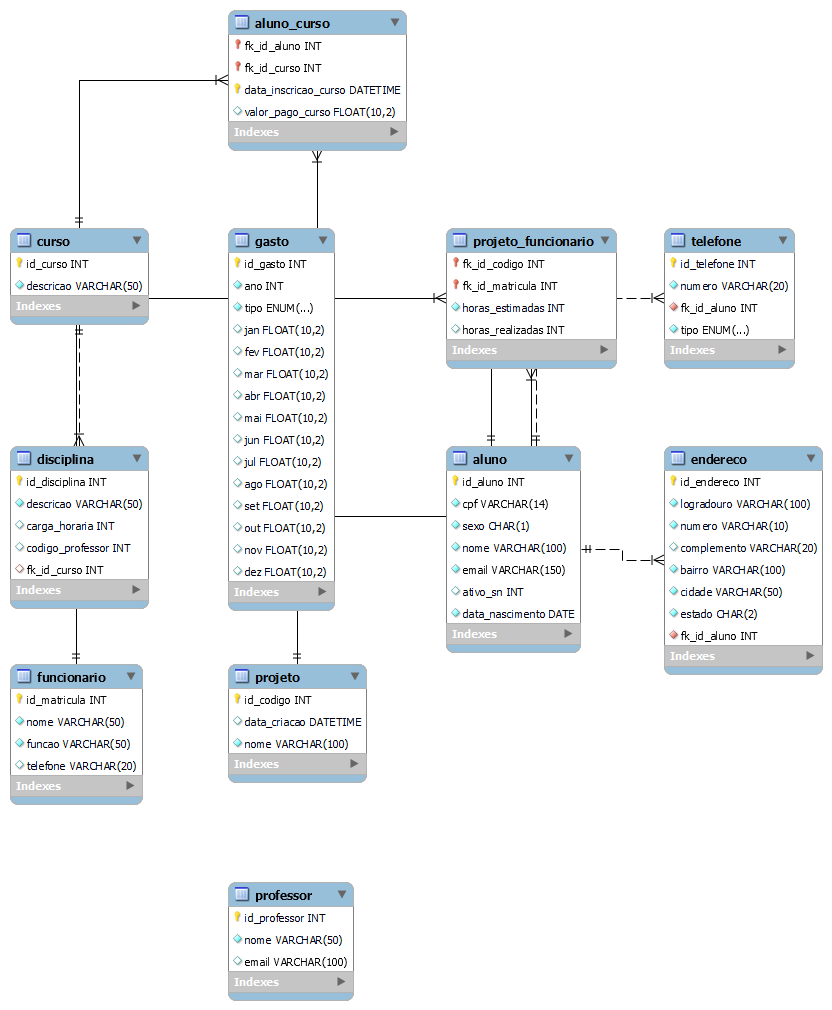 aluno_curso
fk_id_aluno INT
fk_id_curso INT
data_inscricao_curso DATETIME
valor_pago_curso FLOAT(10,2)
Indexes
curso
id_curso INT
descricao VARCHAR(50)
Indexes
gasto
id_gasto INT
ano INT
tipo ENUM(...)
jan FLOAT(10,2)
fev FLOAT(10,2)
mar FLOAT(10,2)
abr FLOAT(10,2)
mai FLOAT(10,2)
jun FLOAT(10,2)
jul FLOAT(10,2)
ago FLOAT(10,2)
set FLOAT(10,2)
out FLOAT(10,2)
nov FLOAT(10,2)
dez FLOAT(10,2)
Indexes
projeto_funcionario
fk_id_codigo INT
fk_id_matricula INT
horas_estimadas INT
horas_realizadas INT
Indexes
telefone
id_telefone INT
numero VARCHAR(20)
fk_id_aluno INT
tipo ENUM(...)
Indexes
disciplina
id_disciplina INT
descricao VARCHAR(50)
carga_horaria INT
codigo_professor INT
fk_id_curso INT
Indexes
aluno
id_aluno INT
cpf VARCHAR(14)
sexo CHAR(1)
nome VARCHAR(100)
email VARCHAR(150)
ativo_sn INT
data_nascimento DATE
Indexes
endereco
id_endereco INT
logradouro VARCHAR(100)
numero VARCHAR(10)
complemento VARCHAR(20)
bairro VARCHAR(100)
cidade VARCHAR(50)
estado CHAR(2)
fk_id_aluno INT
Indexes
funcionario
id_matricula INT
nome VARCHAR(50)
funcao VARCHAR(50)
telefone VARCHAR(20)
Indexes
projeto
id_codigo INT
data_criacao DATETIME
nome VARCHAR(100)
Indexes
professor
id_professor INT
nome VARCHAR(50)
email VARCHAR(100)
Indexes